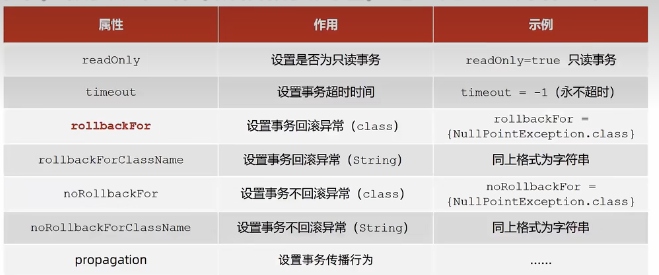 属性 作用 示例
readOnly 设置是否为只读事务 readOnly=true 只读事务
timeout 设置事务超时时间 timeout = -1（永不超时）
rollbackFor 设置事务回滚异常（class） rollbackFor =
{NullPointException.class}
rollbackForClassName 设置事务回滚异常（String） 同上格式为字符串
noRollbackFor 设置事务不回滚异常（class） noRollbackFor =
{NullPointException.class}
noRollbackForClassName 设置事务不回滚异常（String） 同上格式为字符串
propagation 设置事务传播行为 ......